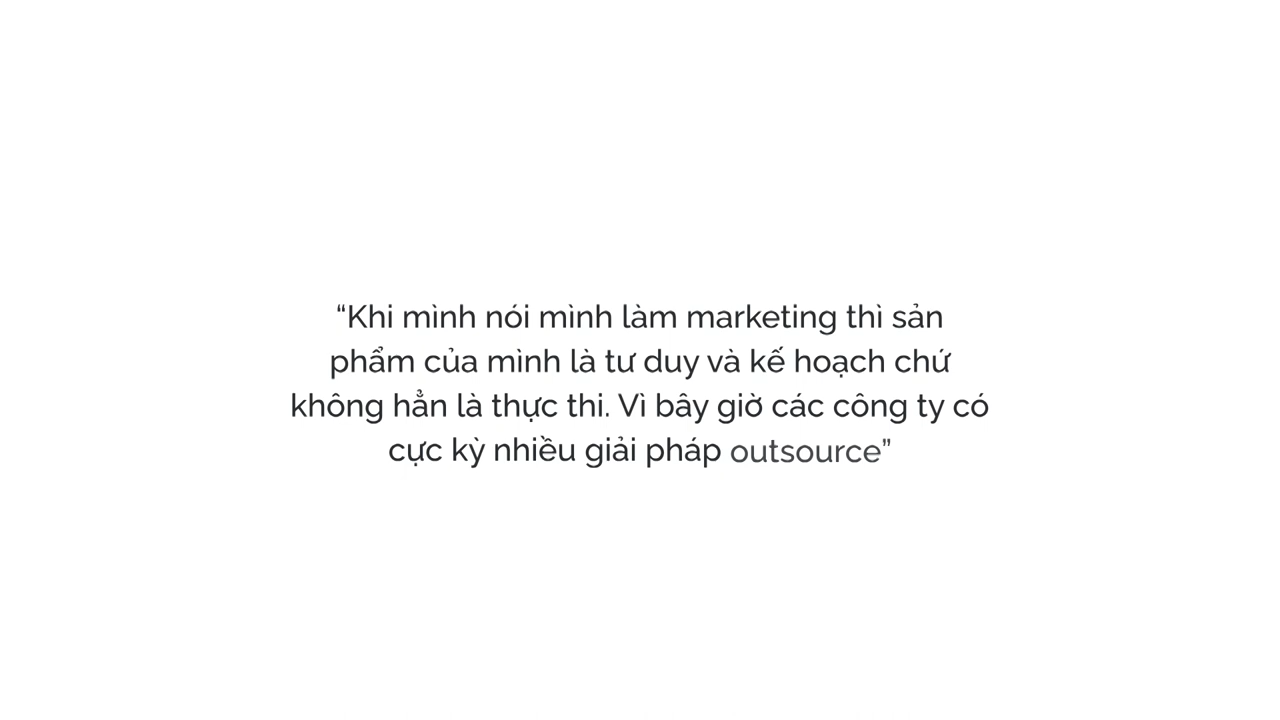 “Khi mình nói mình làm marketing thì sản
phẩm của mình là tư duy và kế hoạch chứ
không hẳn là thực thi. Vì bây giờ các công ty có
cực kỳ nhiều giải pháp outsource”